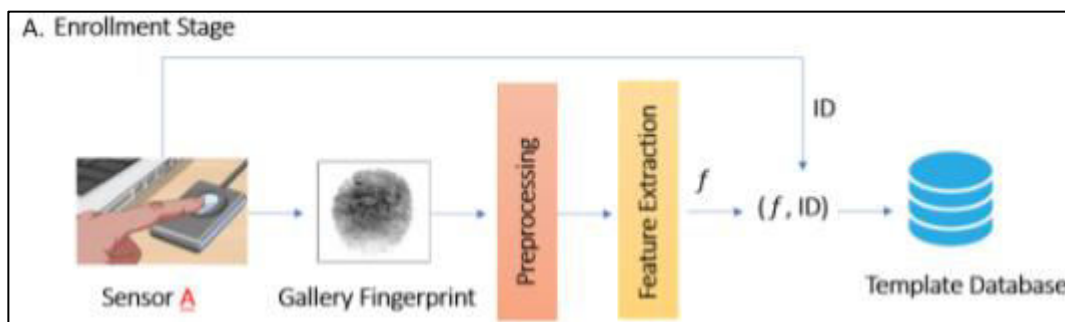 A. Enrollment Stage
ID
Preprocessing
Feature Extraction
f
(f, ID)
Sensor A
Gallery Fingerprint
Template Database